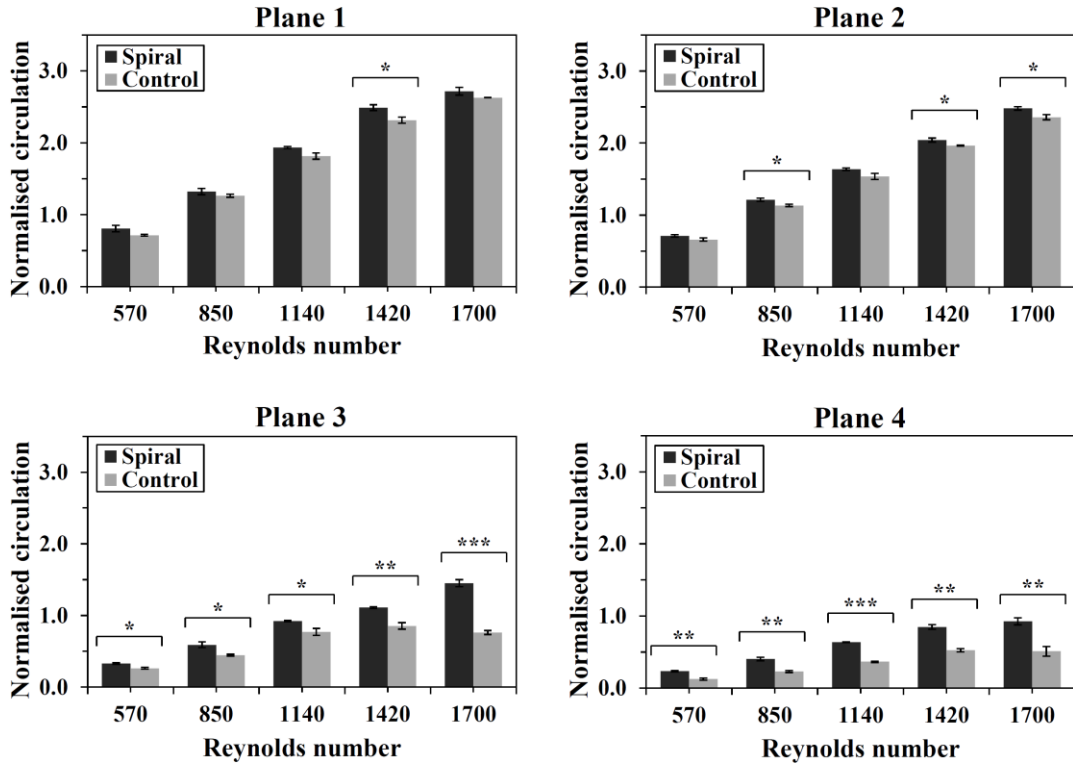 Plane 1
Normalised circulation
3.0
2.0
1.0
0.0
Spiral
Control
*
570 850 1140 1420 1700
Reynolds number
Plane 2
Normalised circulation
3.0
2.0
1.0
0.0
Spiral
Control
* * *
570 850 1140 1420 1700
Reynolds number
Plane 3
Normalised circulation
3.0
2.0
1.0
0.0
Spiral
Control
* * * ** ***
570 850 1140 1420 1700
Reynolds number
Plane 4
Normalised circulation
3.0
2.0
1.0
0.0
Spiral
Control
** ** *** ** **
570 850 1140 1420 1700
Reynolds number